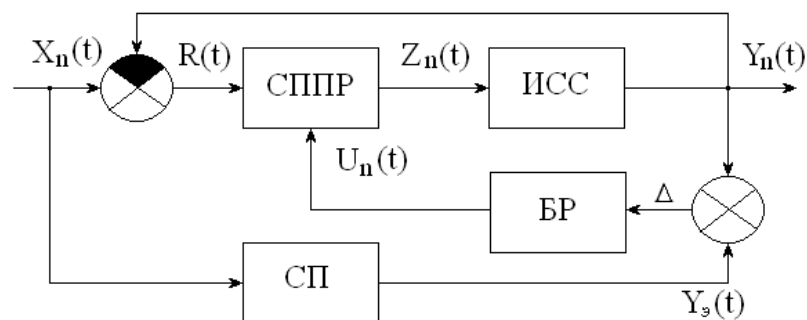 Xn(t)
R(t)
СППР
Zn(t)
ИСС
Yn(t)
Un(t)
БР
Δ
СП
Yэ(t)